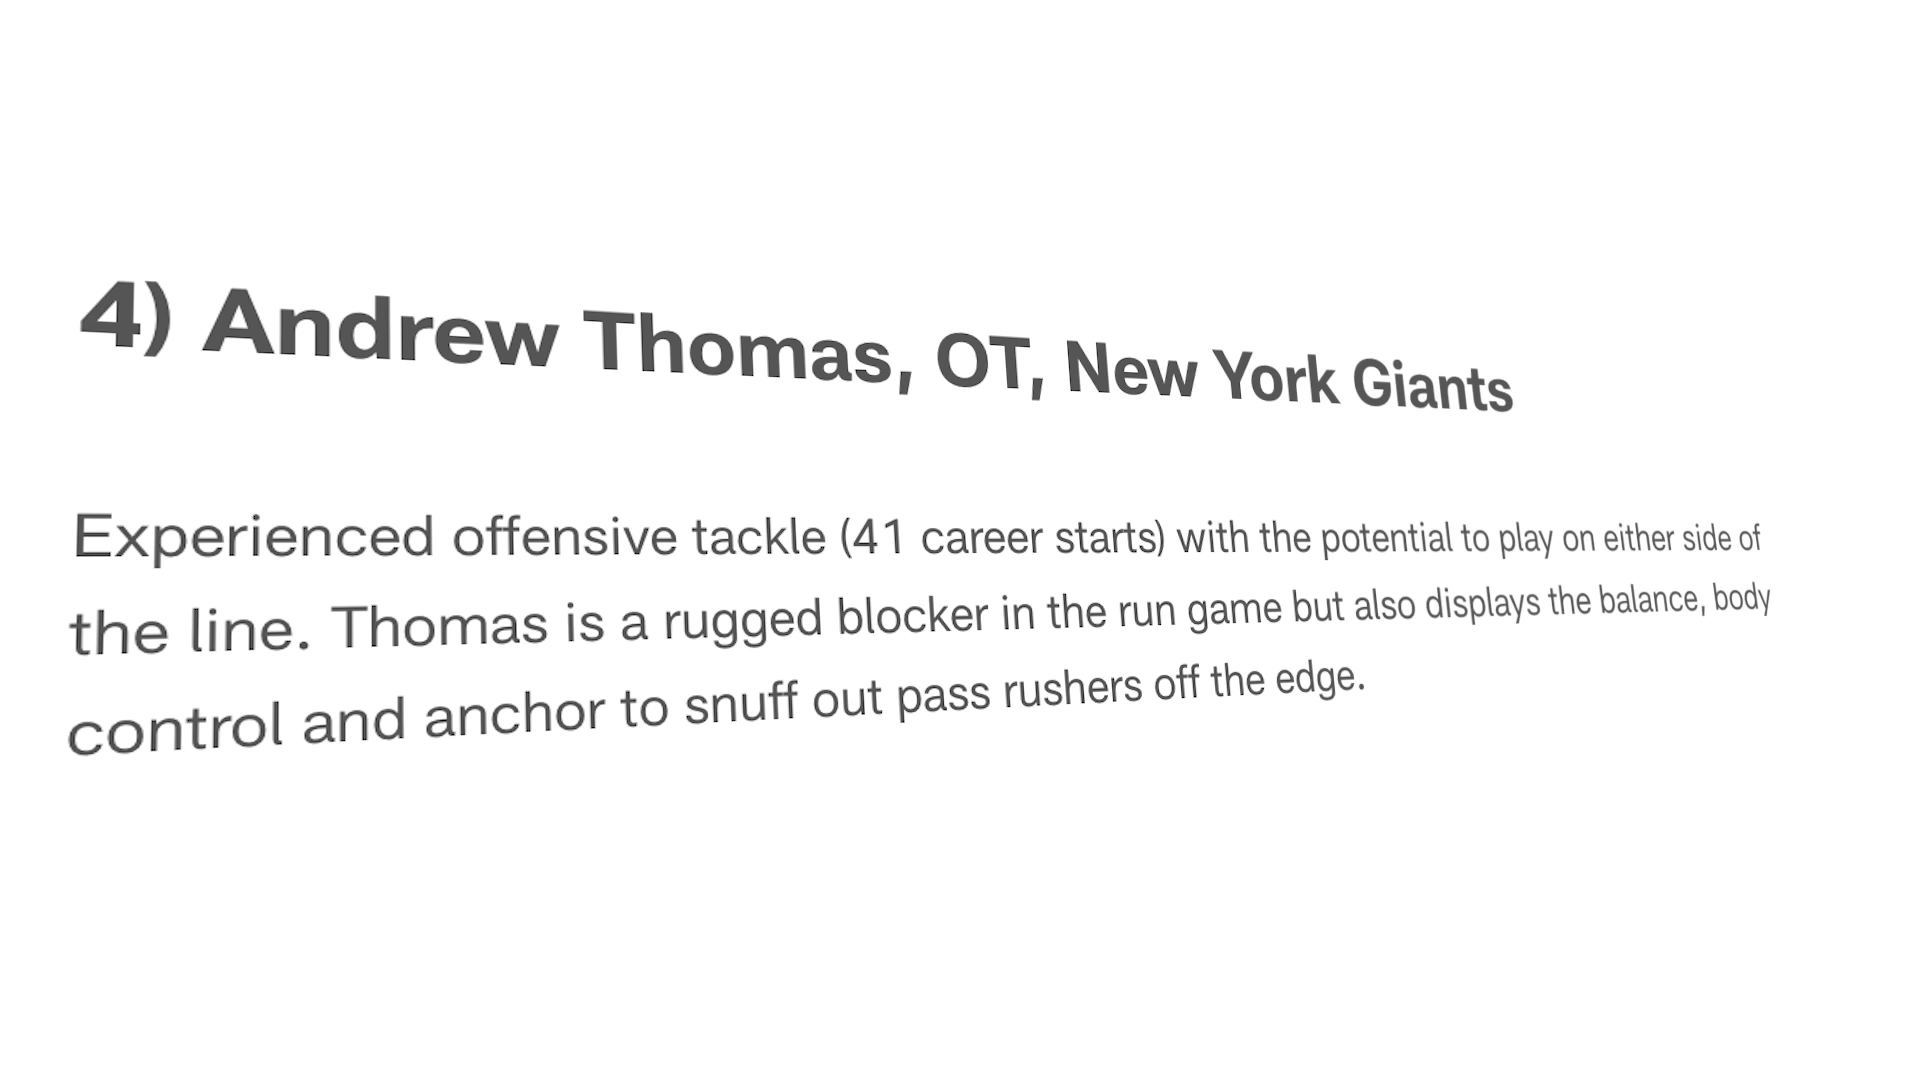 4) Andrew Thomas, OT, New York Giants
Experienced offensive tackle (41 career starts) with the potential to play on either side of
the line. Thomas is a rugged blocker in the run game but also displays the balance, body
control and anchor to snuff out pass rushers off the edge.